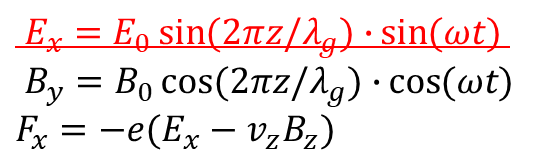 E_x = E_0 sin(2πz/λ_g) · sin(ωt)
B_y = B_0 cos(2πz/λ_g) · cos(ωt)
F_x = −e(E_x − v_z B_z)